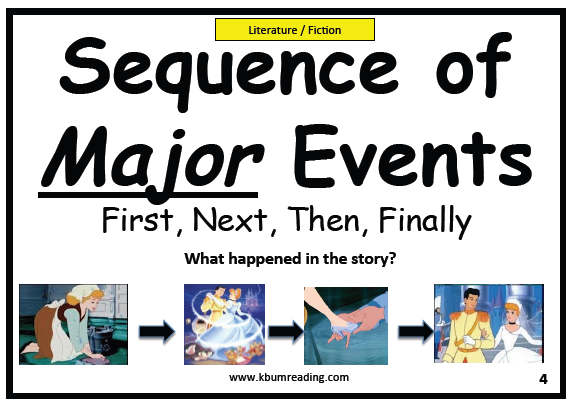 Literature / Fiction
Sequence of
Major Events
First, Next, Then, Finally
What happened in the story?
www.kbumreading.com
4